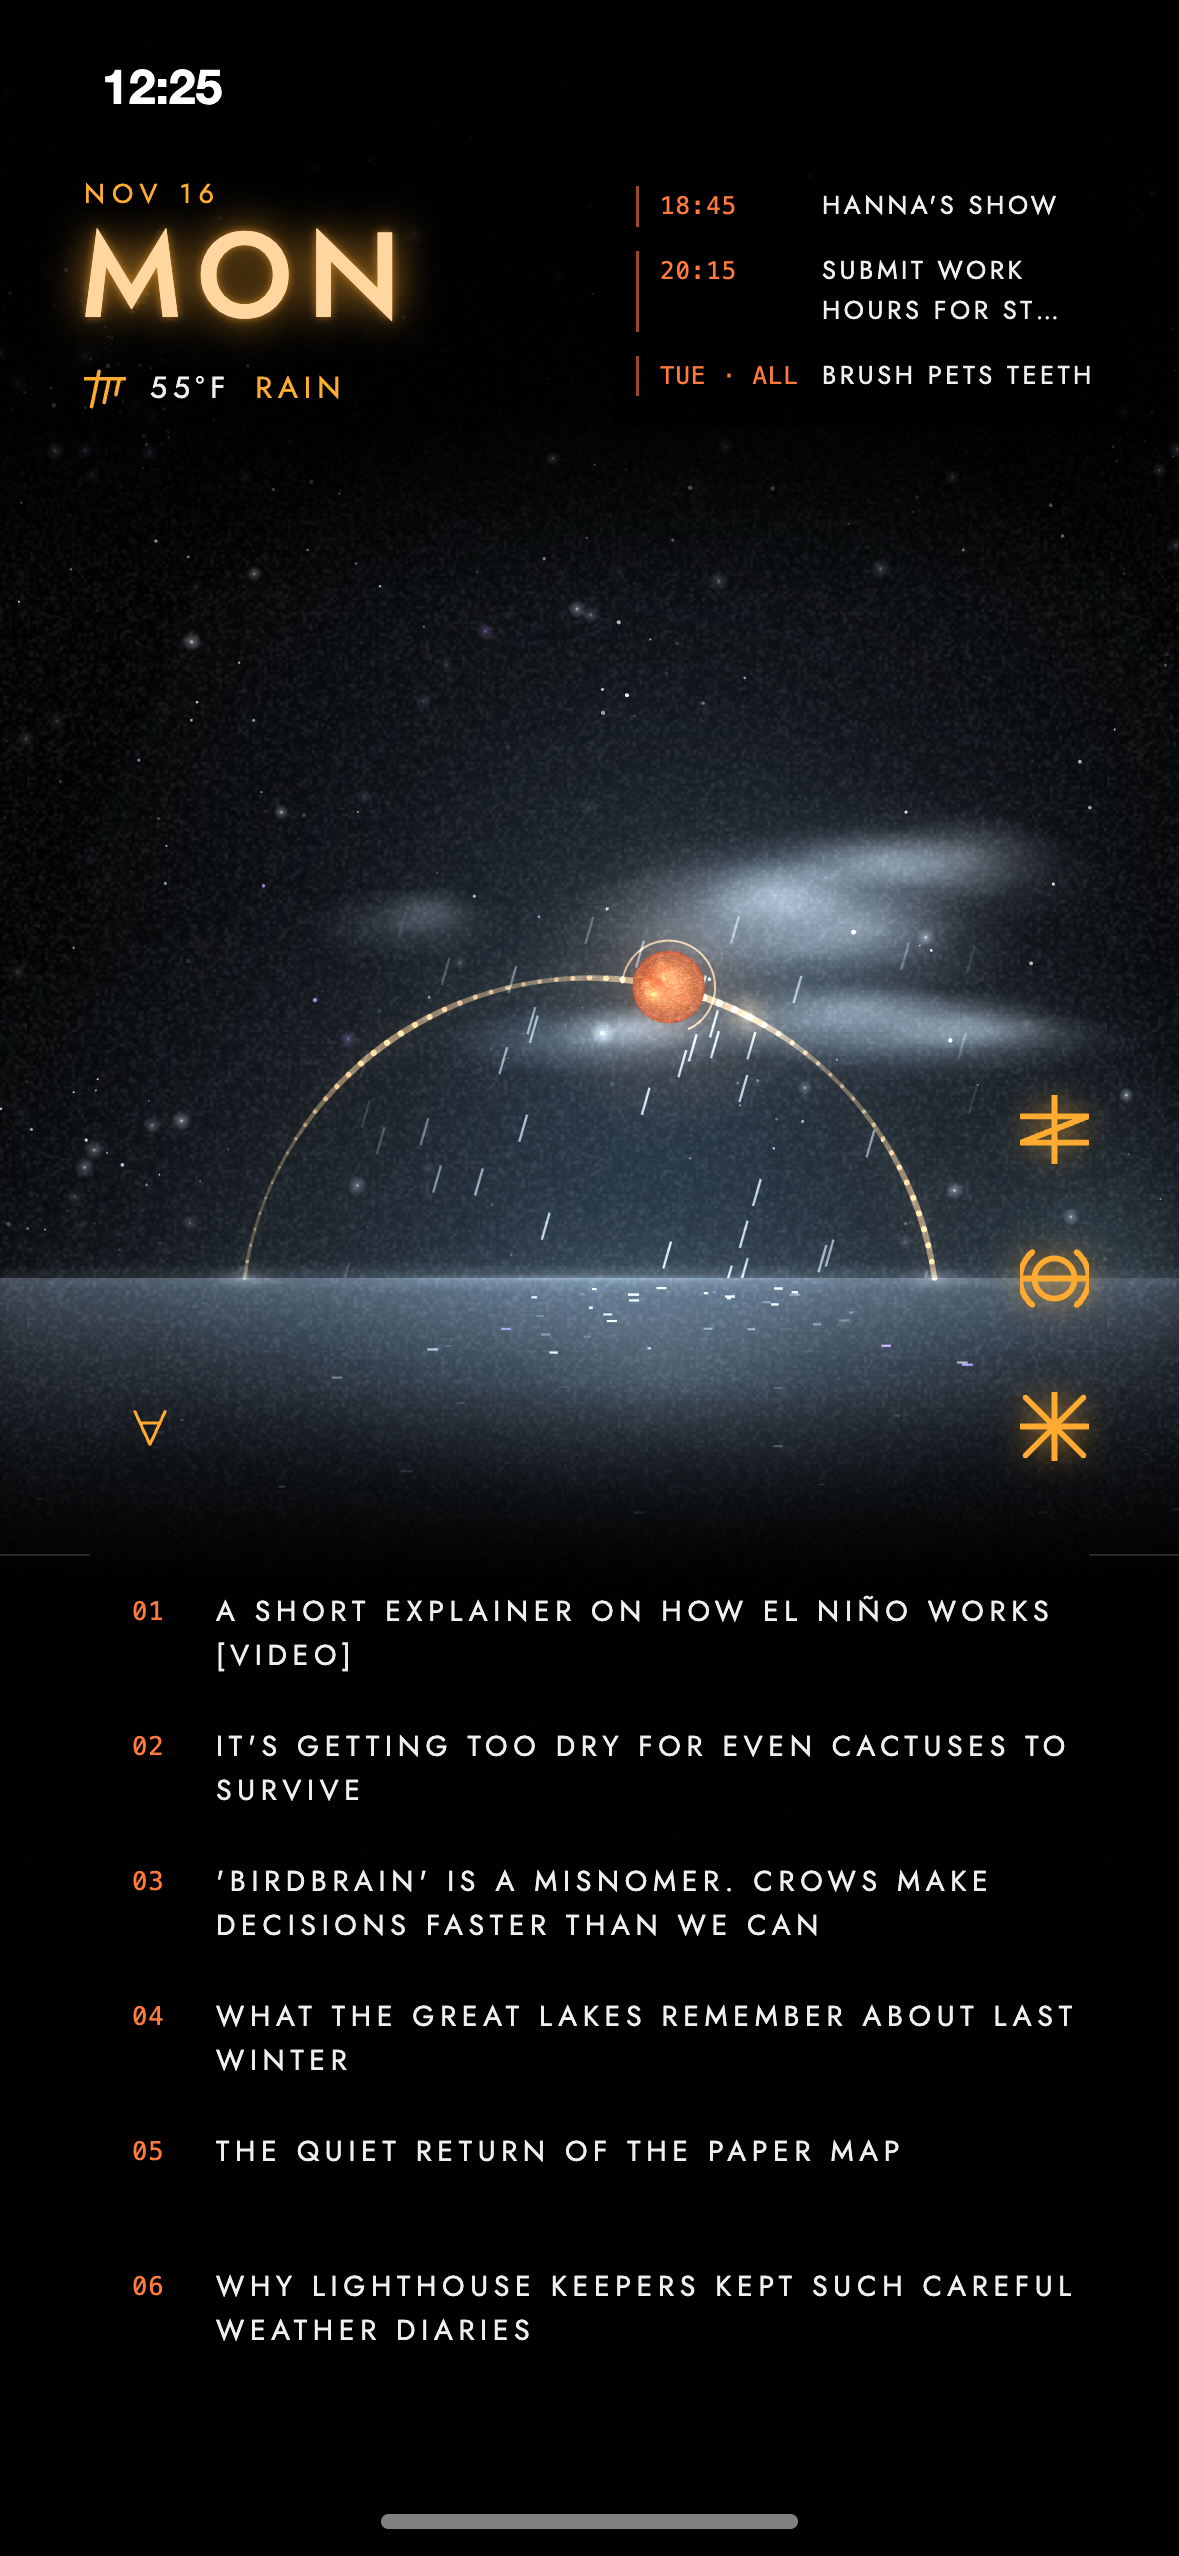 12:25
NOV 16
MON
55°F RAIN
18:45 HANNA'S SHOW
20:15 SUBMIT WORK
HOURS FOR ST…
TUE · ALL BRUSH PETS TEETH
01 A SHORT EXPLAINER ON HOW EL NIÑO WORKS
[VIDEO]
02 IT'S GETTING TOO DRY FOR EVEN CACTUSES TO
SURVIVE
03 'BIRDBRAIN' IS A MISNOMER. CROWS MAKE
DECISIONS FASTER THAN WE CAN
04 WHAT THE GREAT LAKES REMEMBER ABOUT LAST
WINTER
05 THE QUIET RETURN OF THE PAPER MAP
06 WHY LIGHTHOUSE KEEPERS KEPT SUCH CAREFUL
WEATHER DIARIES